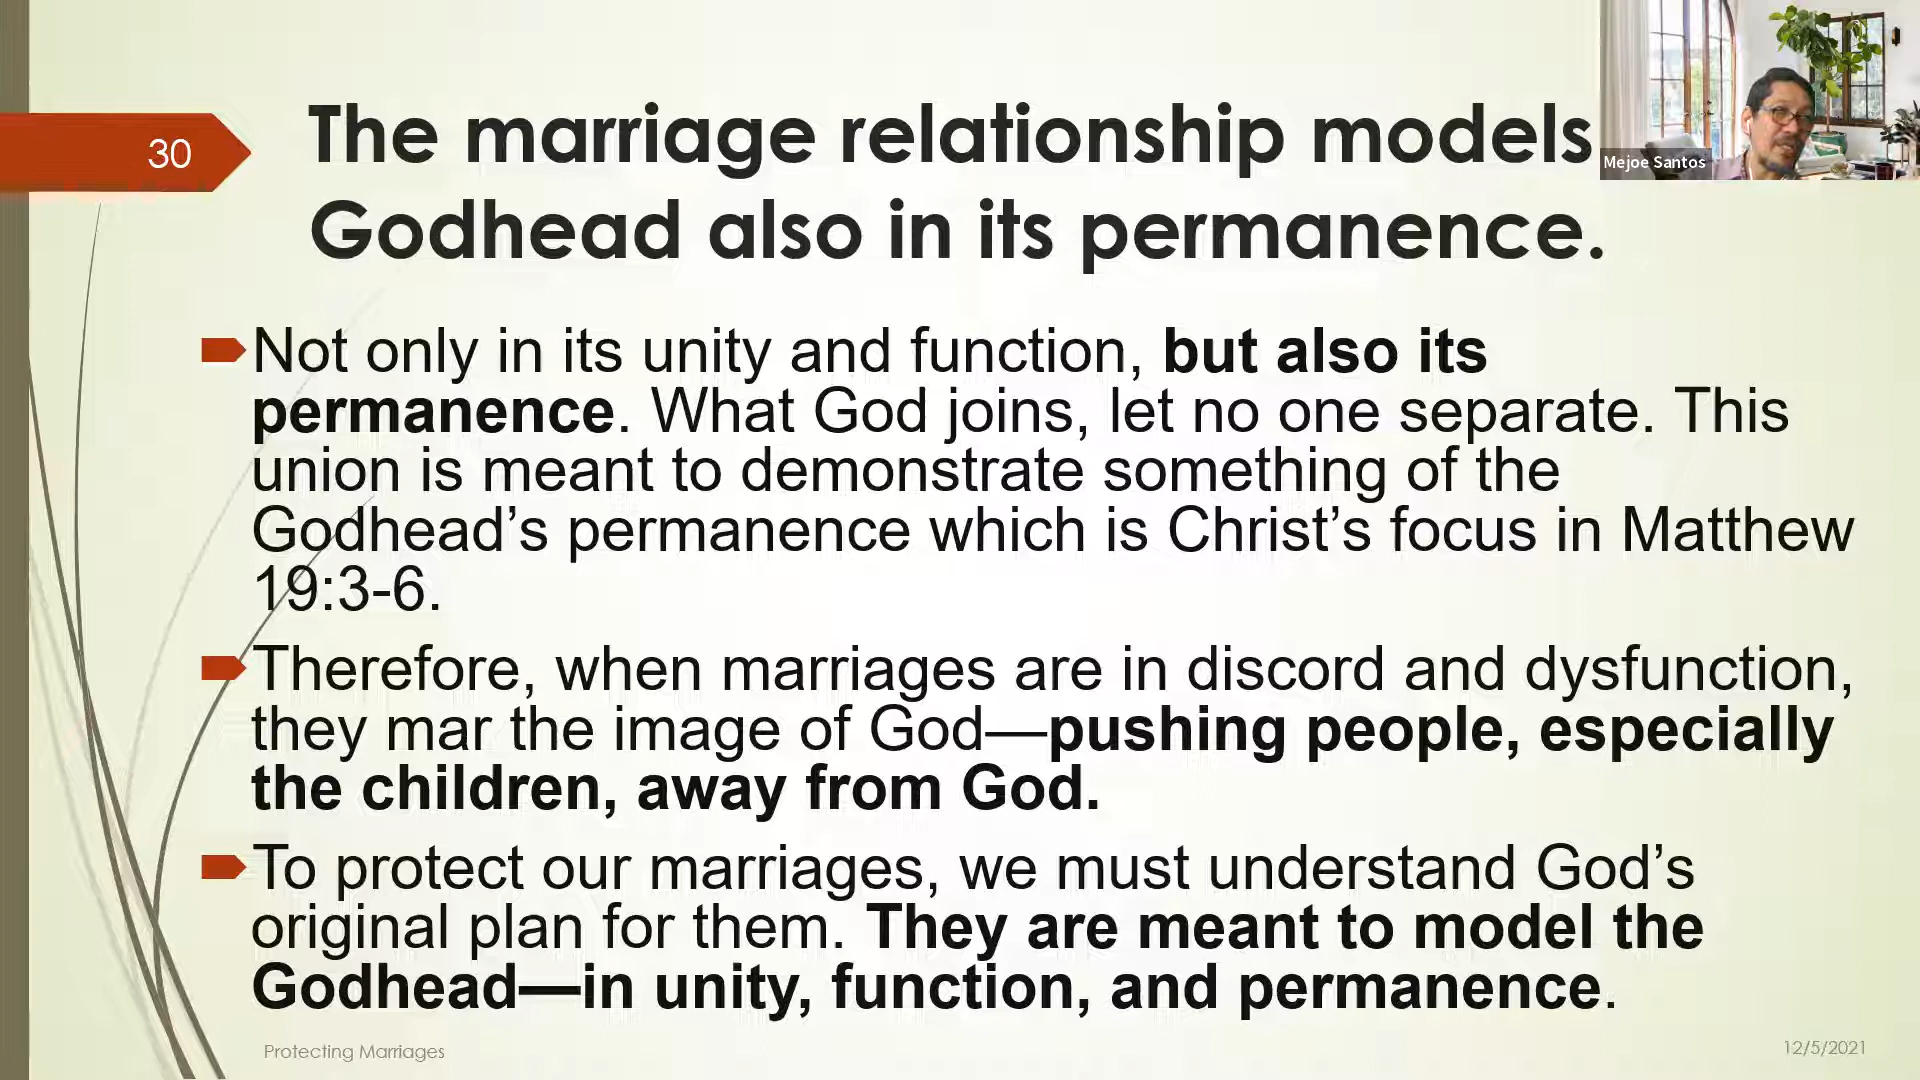 30
The marriage relationship models
Godhead also in its permanence.
Mejoe Santos
Not only in its unity and function, but also its
permanence. What God joins, let no one separate. This
union is meant to demonstrate something of the
Godhead’s permanence which is Christ’s focus in Matthew
19:3-6.
Therefore, when marriages are in discord and dysfunction,
they mar the image of God—pushing people, especially
the children, away from God.
To protect our marriages, we must understand God’s
original plan for them. They are meant to model the
Godhead—in unity, function, and permanence.
Protecting Marriages
12/5/2021